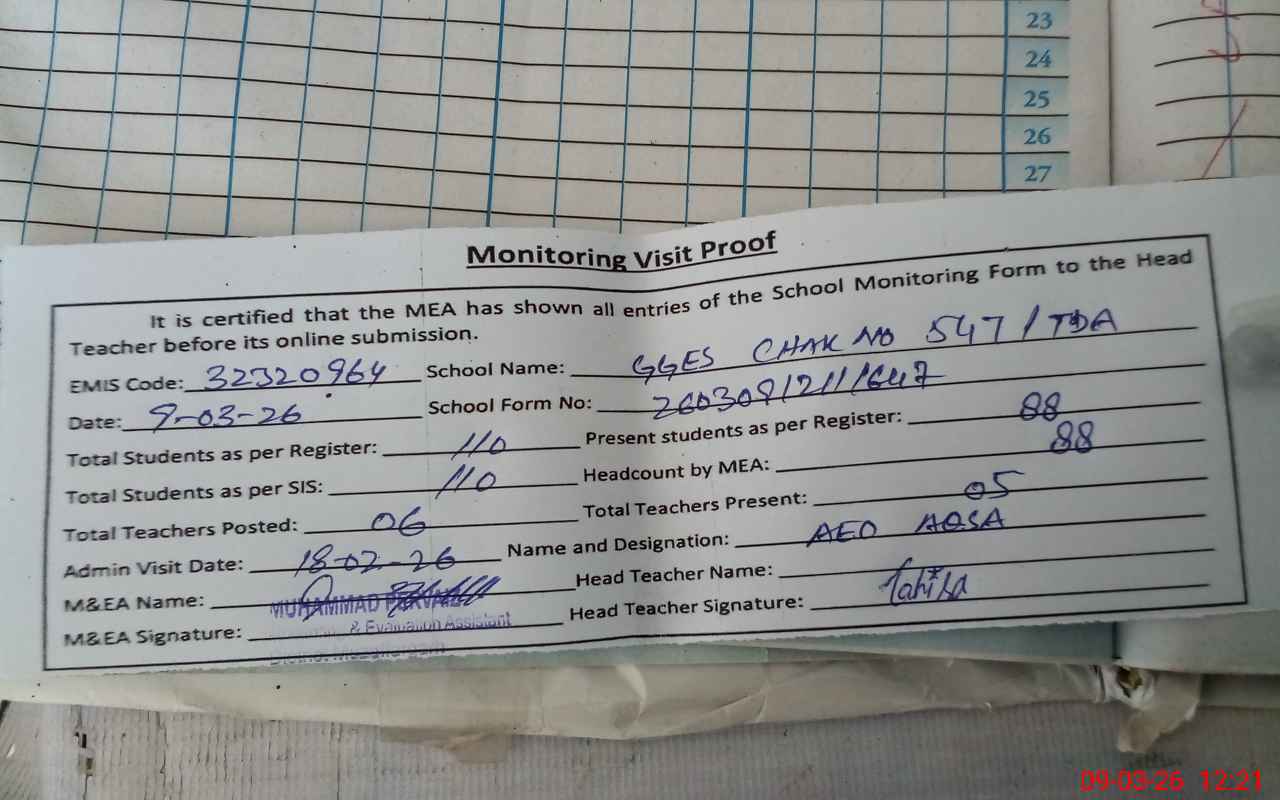 23
24
25
26
27
Monitoring Visit Proof
It is certified that the MEA has shown all entries of the School Monitoring Form to the Head
Teacher before its online submission.
EMIS Code: 32320964 School Name: GGES CHAK NO 547/TDA
Date: 9-03-26 School Form No:
Total Students as per Register: 110 Present students as per Register: 88
Total Students as per SIS: 110 Headcount by MEA: 88
Total Teachers Posted: 06 Total Teachers Present: 05
Admin Visit Date: 18-02-26 Name and Designation: AEO AQSA
M&EA Name: Head Teacher Name:
MUHAMMAD
M&EA Signature: Head Teacher Signature: Tahira
& Evaluation Assistant
09-03-26 12:21